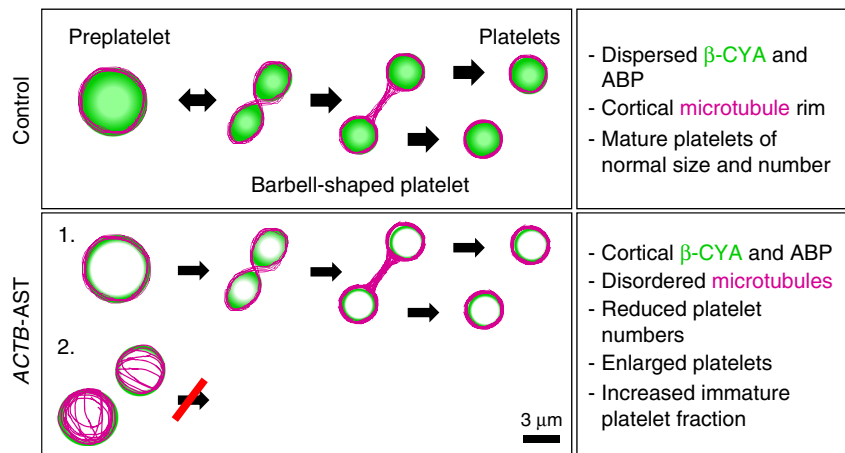 Preplatelet
Platelets
Control
Barbell-shaped platelet
- Dispersed β-CYA and
ABP
- Cortical microtubule rim
- Mature platelets of
normal size and number
ACTB-AST
1.
2.
3 μm
- Cortical β-CYA and ABP
- Disordered microtubules
- Reduced platelet
numbers
- Enlarged platelets
- Increased immature
platelet fraction